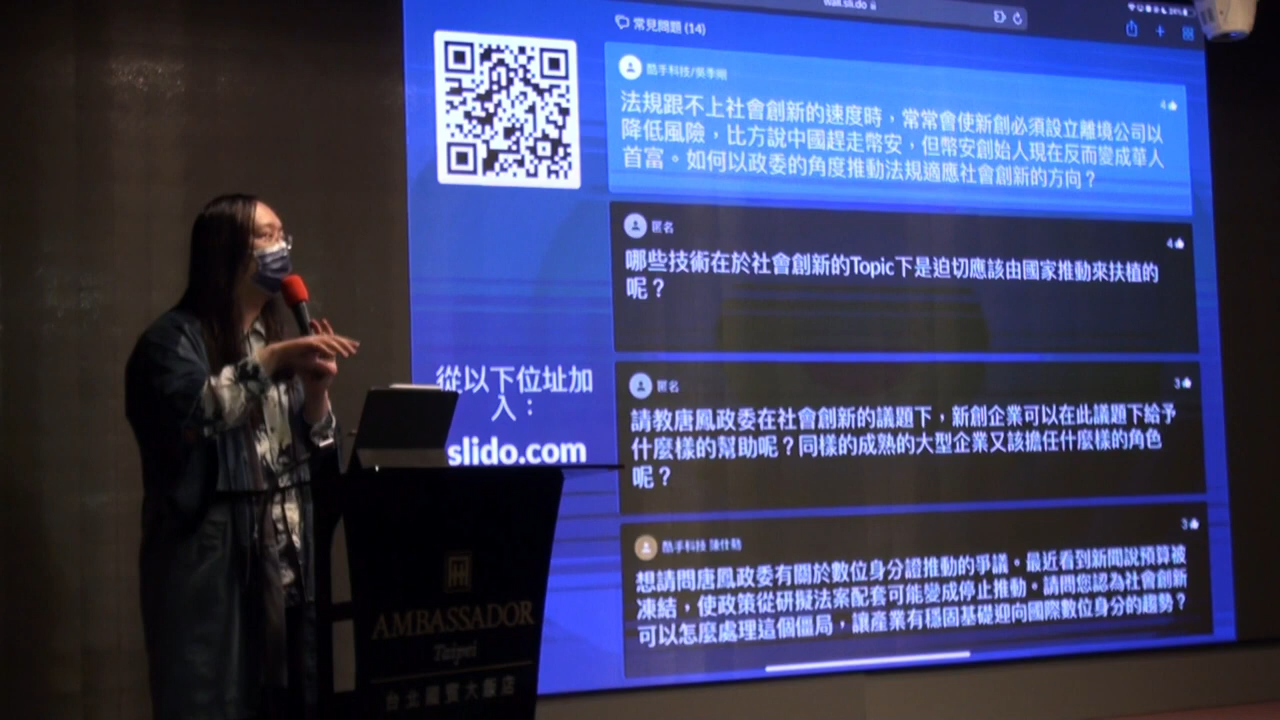 wall.sli.do
常見問題 (14)
酷手科技/吳季剛
4
法規跟不上社會創新的速度時，常常會使新創必須設立離境公司以
降低風險，比方說中國趕走幣安，但幣安創始人現在反而變成華人
首富。如何以政委的角度推動法規適應社會創新的方向？
匿名
4
哪些技術在於社會創新的Topic下是迫切應該由國家推動來扶植的
呢？
匿名
3
請教唐鳳政委在社會創新的議題下，新創企業可以在此議題下給予
什麼樣的幫助呢？同樣的成熟的大型企業又該擔任什麼樣的角色
呢？
酷手科技
3
想請問唐鳳政委有關於數位身分證推動的爭議。最近看到新聞說預算被
凍結，使政策從研擬法案配套可能變成停止推動。請問您認為社會創新
可以怎麼處理這個僵局，讓產業有穩固基礎迎向國際數位身分的趨勢？
從以下位址加
入：
slido.com
AMBASSADOR
Taipei
台北國賓大飯店